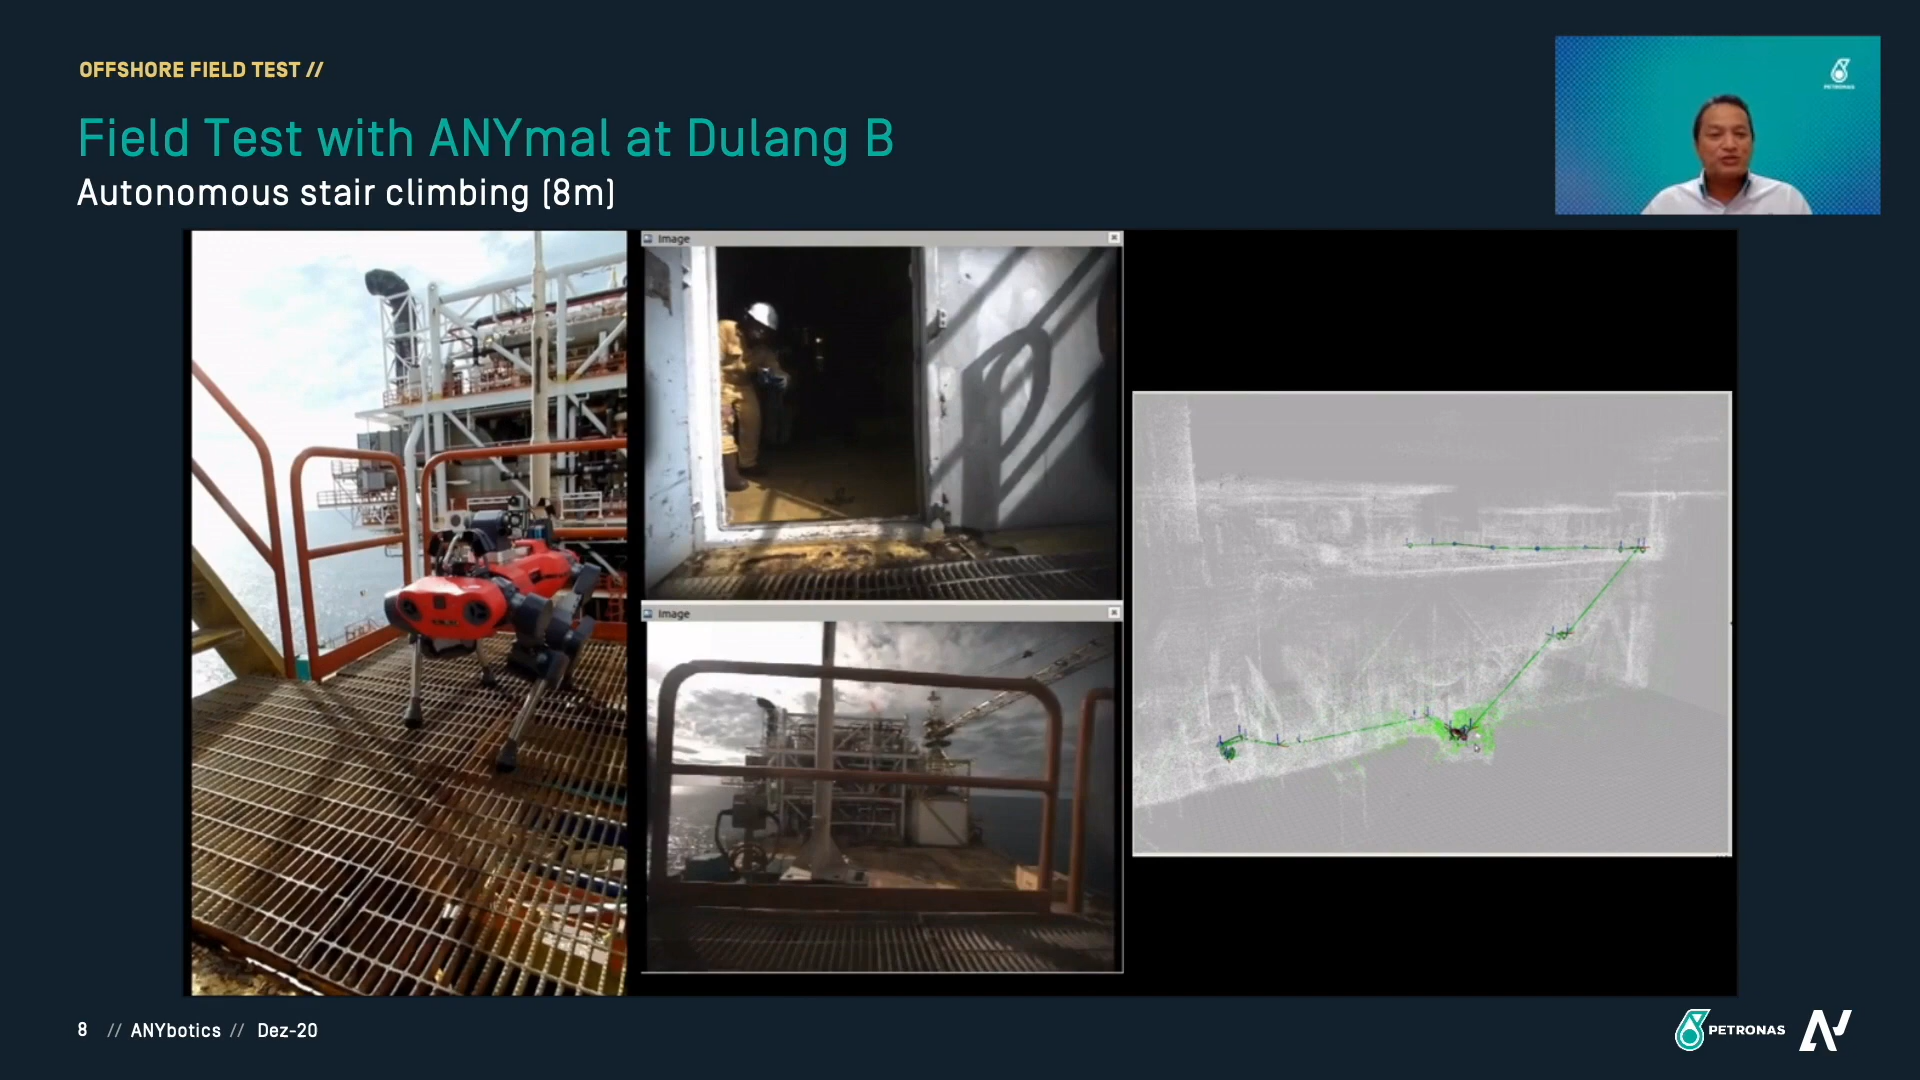 OFFSHORE FIELD TEST //
Field Test with ANYmal at Dulang B
Autonomous stair climbing (8m)
PETRONAS
Image
Image
8 // ANYbotics // Dez-20
PETRONAS